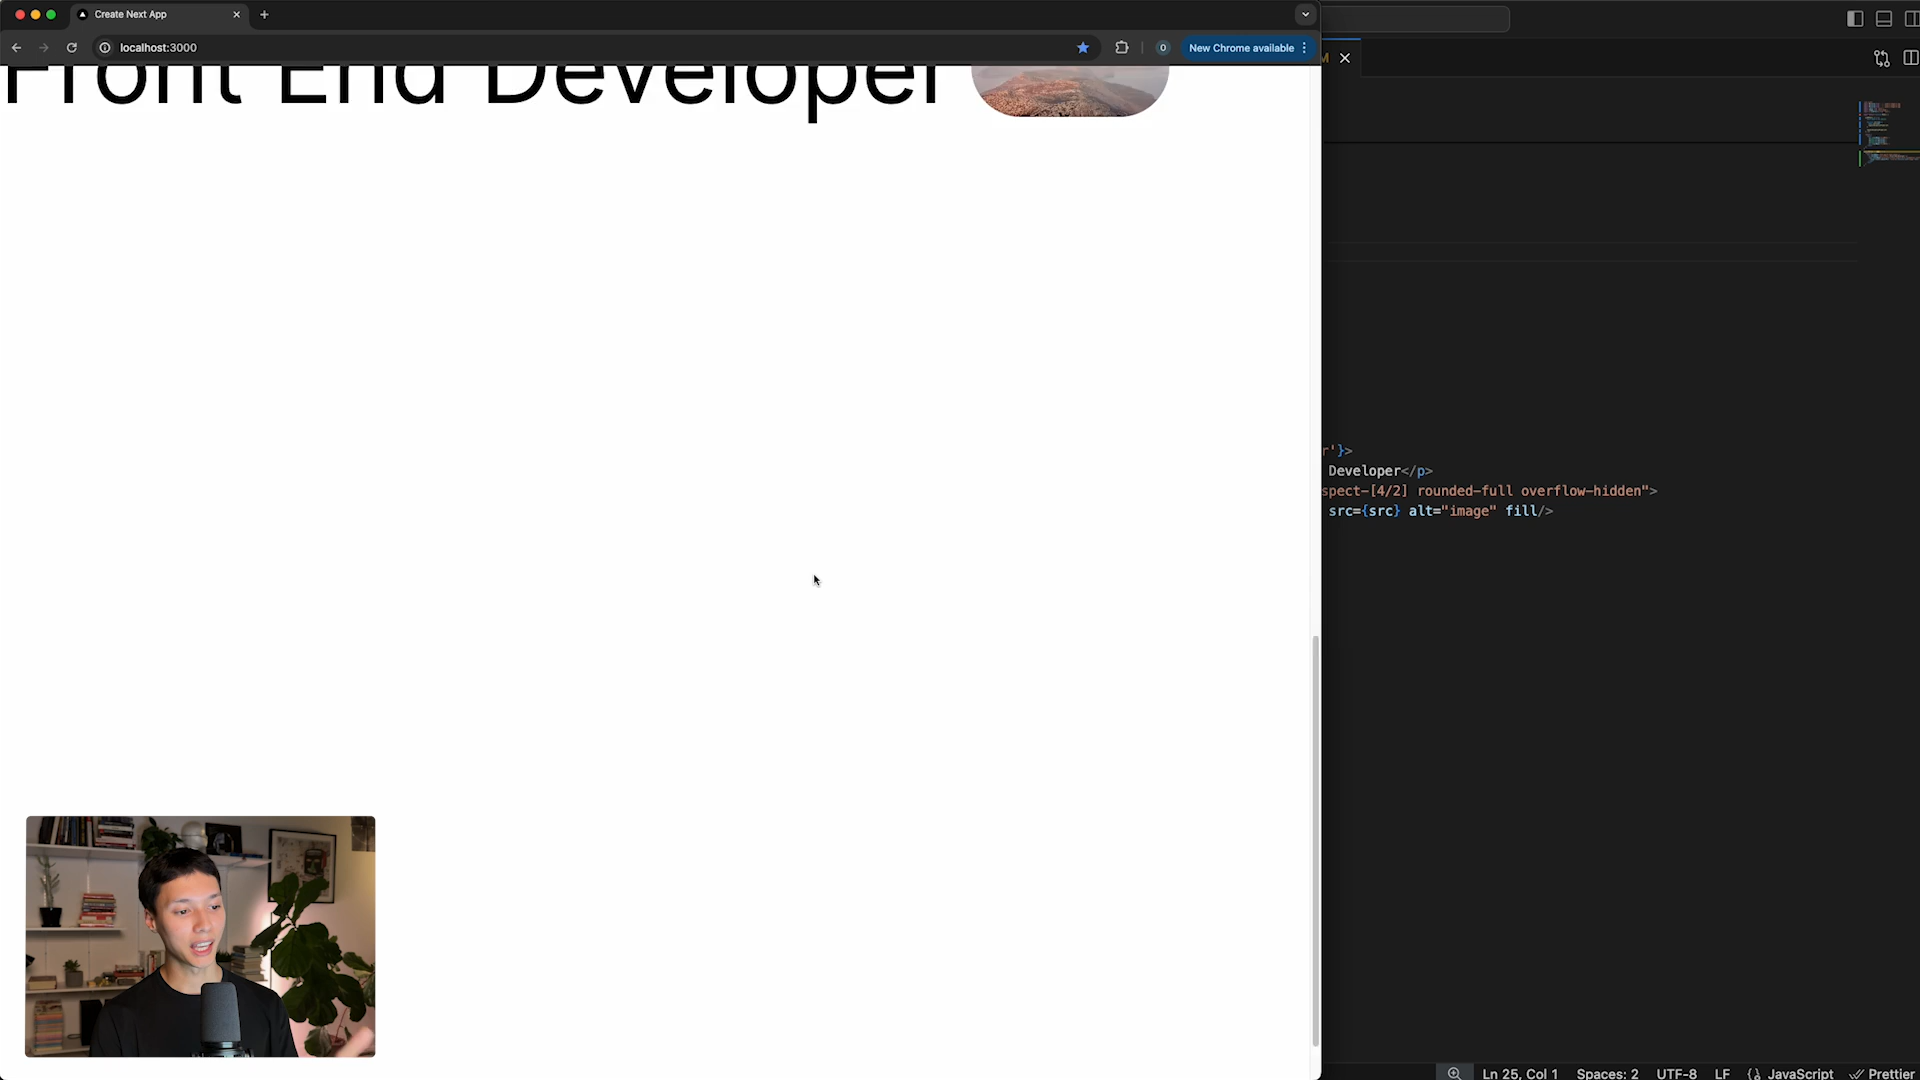 Create Next App
localhost:3000
New Chrome available
Front End Developer
M
r'}>
Developer</p>
spect-[4/2] rounded-full overflow-hidden">
src={src} alt="image" fill/>
Ln 25, Col 1
Spaces: 2
UTF-8
LF
{} JavaScript
Prettier